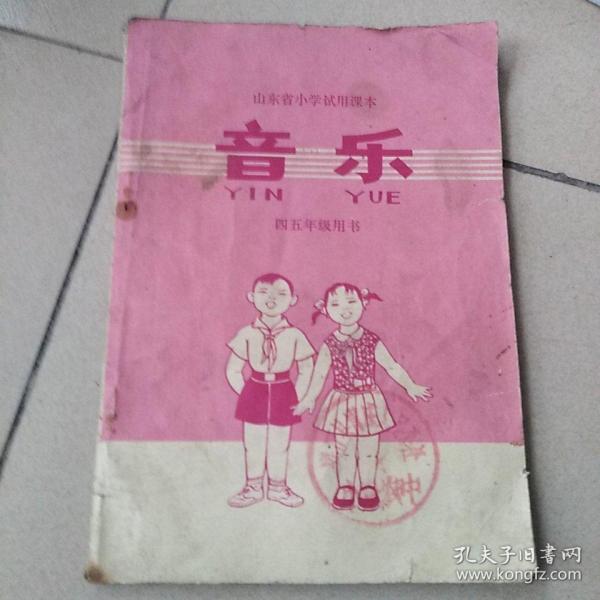 山东省小学试用课本
音乐
YIN YUE
四五年级用书
孔夫子旧书网
www.kongfz.com